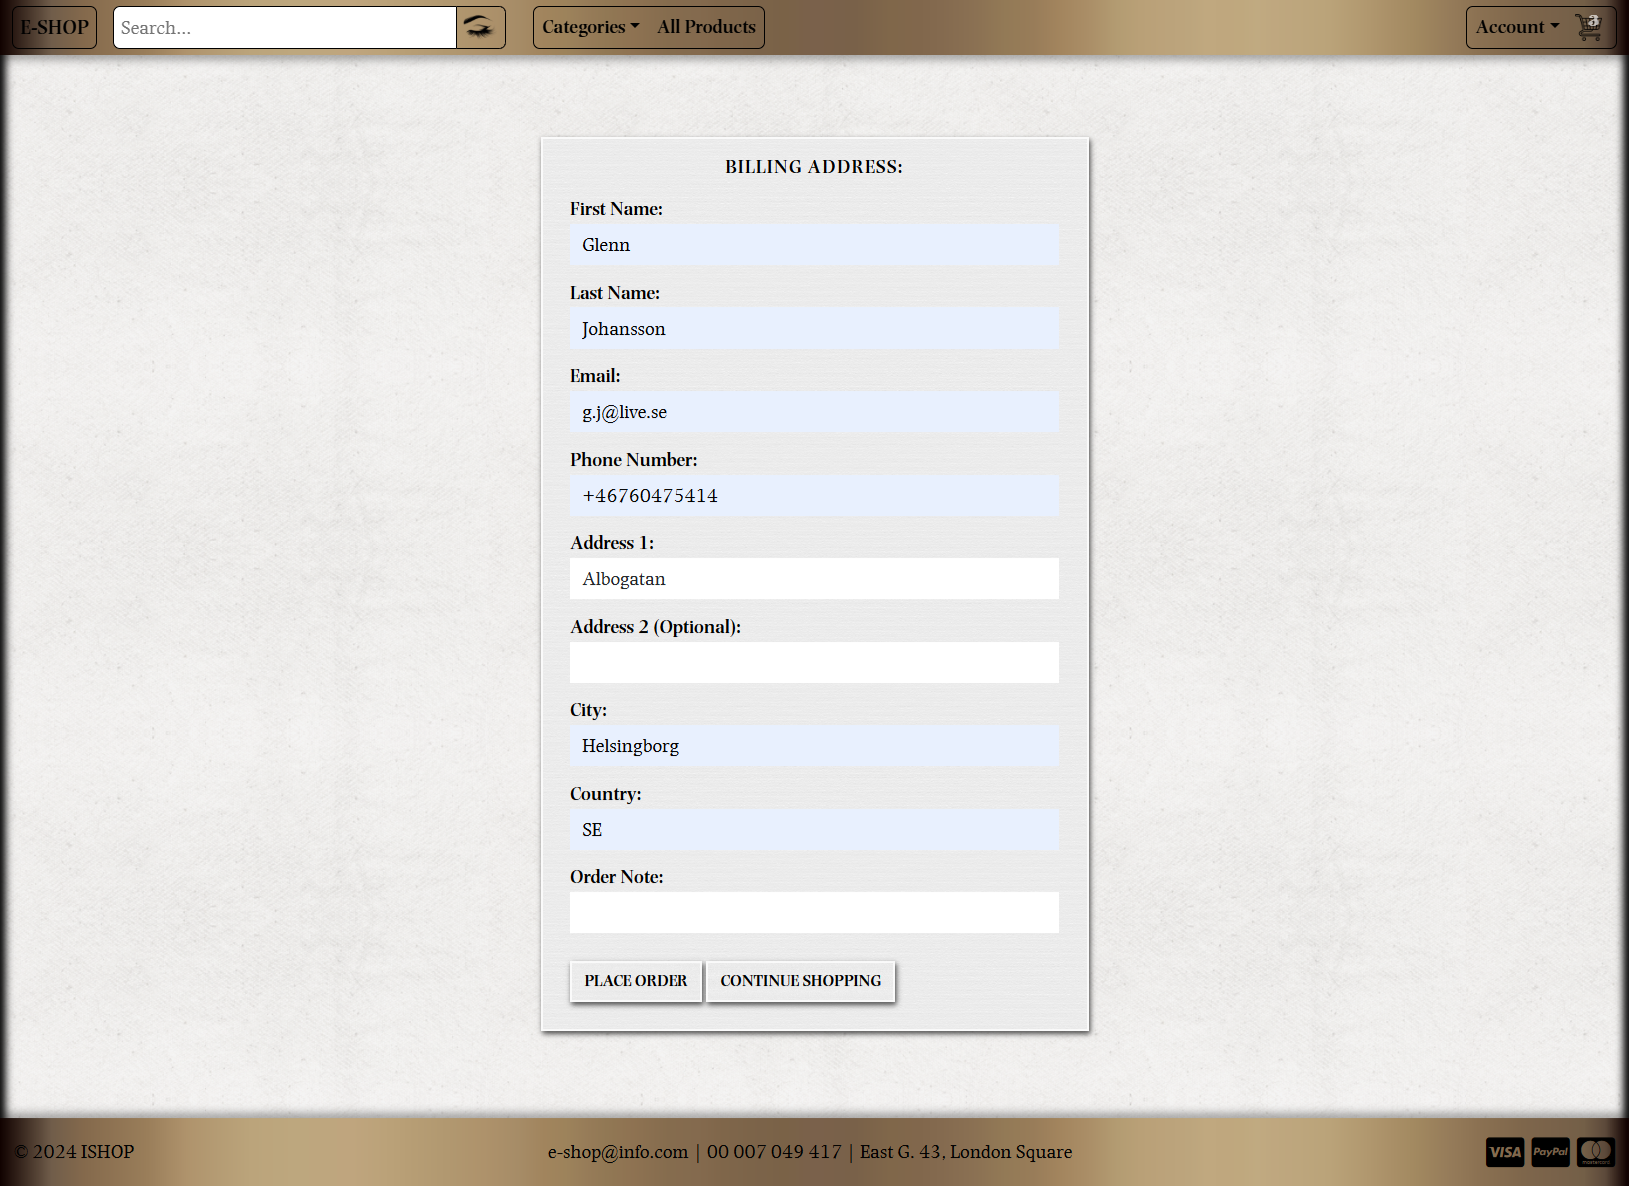 E-SHOP
Search...
Categories
All Products
Account
3
BILLING ADDRESS:
First Name:
Glenn
Last Name:
Johansson
Email:
g.j@live.se
Phone Number:
+46760475414
Address 1:
Albogatan
Address 2 (Optional):
City:
Helsingborg
Country:
SE
Order Note:
PLACE ORDER
CONTINUE SHOPPING
© 2024 ISHOP
e-shop@info.com | 00 007 049 417 | East G. 43, London Square
VISA
PayPal
mastercard